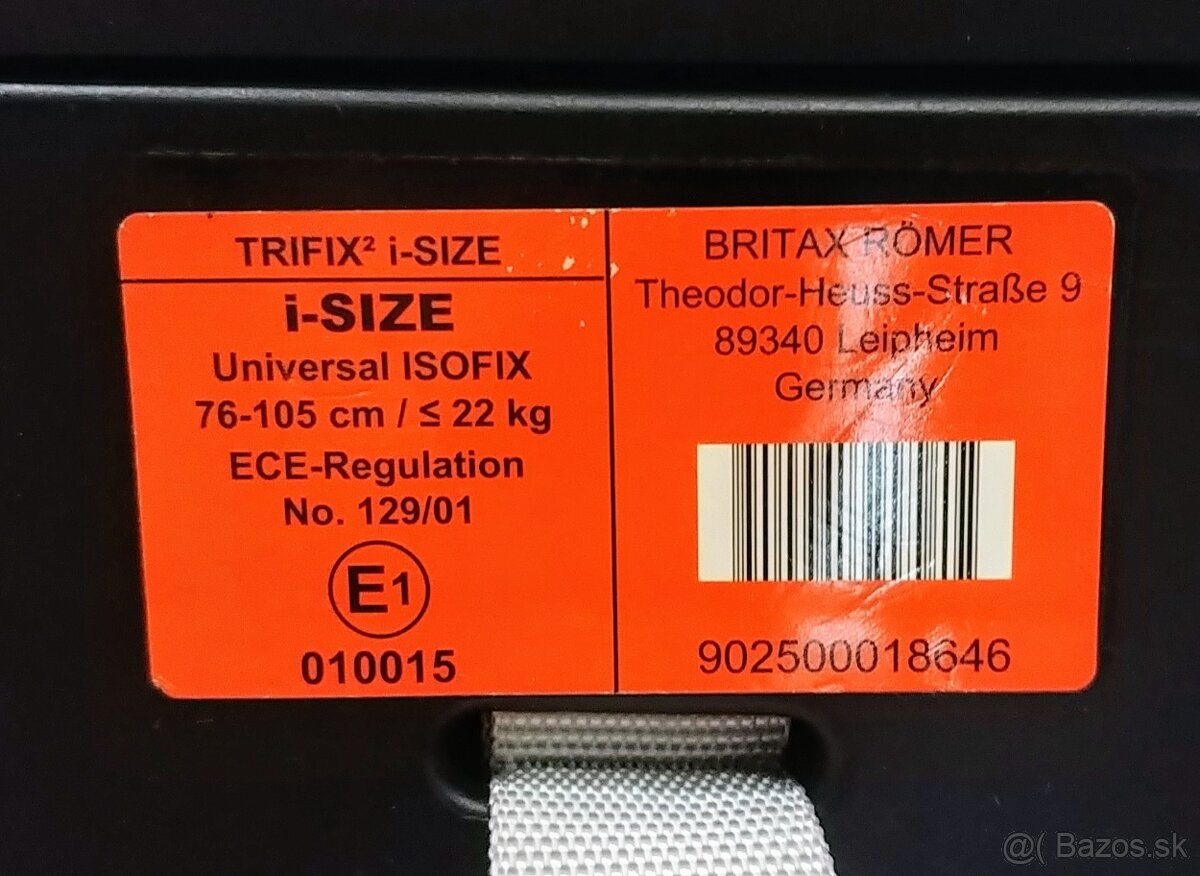 TRIFIX² i-SIZE
i-SIZE
Universal ISOFIX
76-105 cm / ≤ 22 kg
ECE-Regulation
No. 129/01
E1
010015
BRITAX RÖMER
Theodor-Heuss-Straße 9
89340 Leipheim
Germany
902500018646
@( Bazos.sk